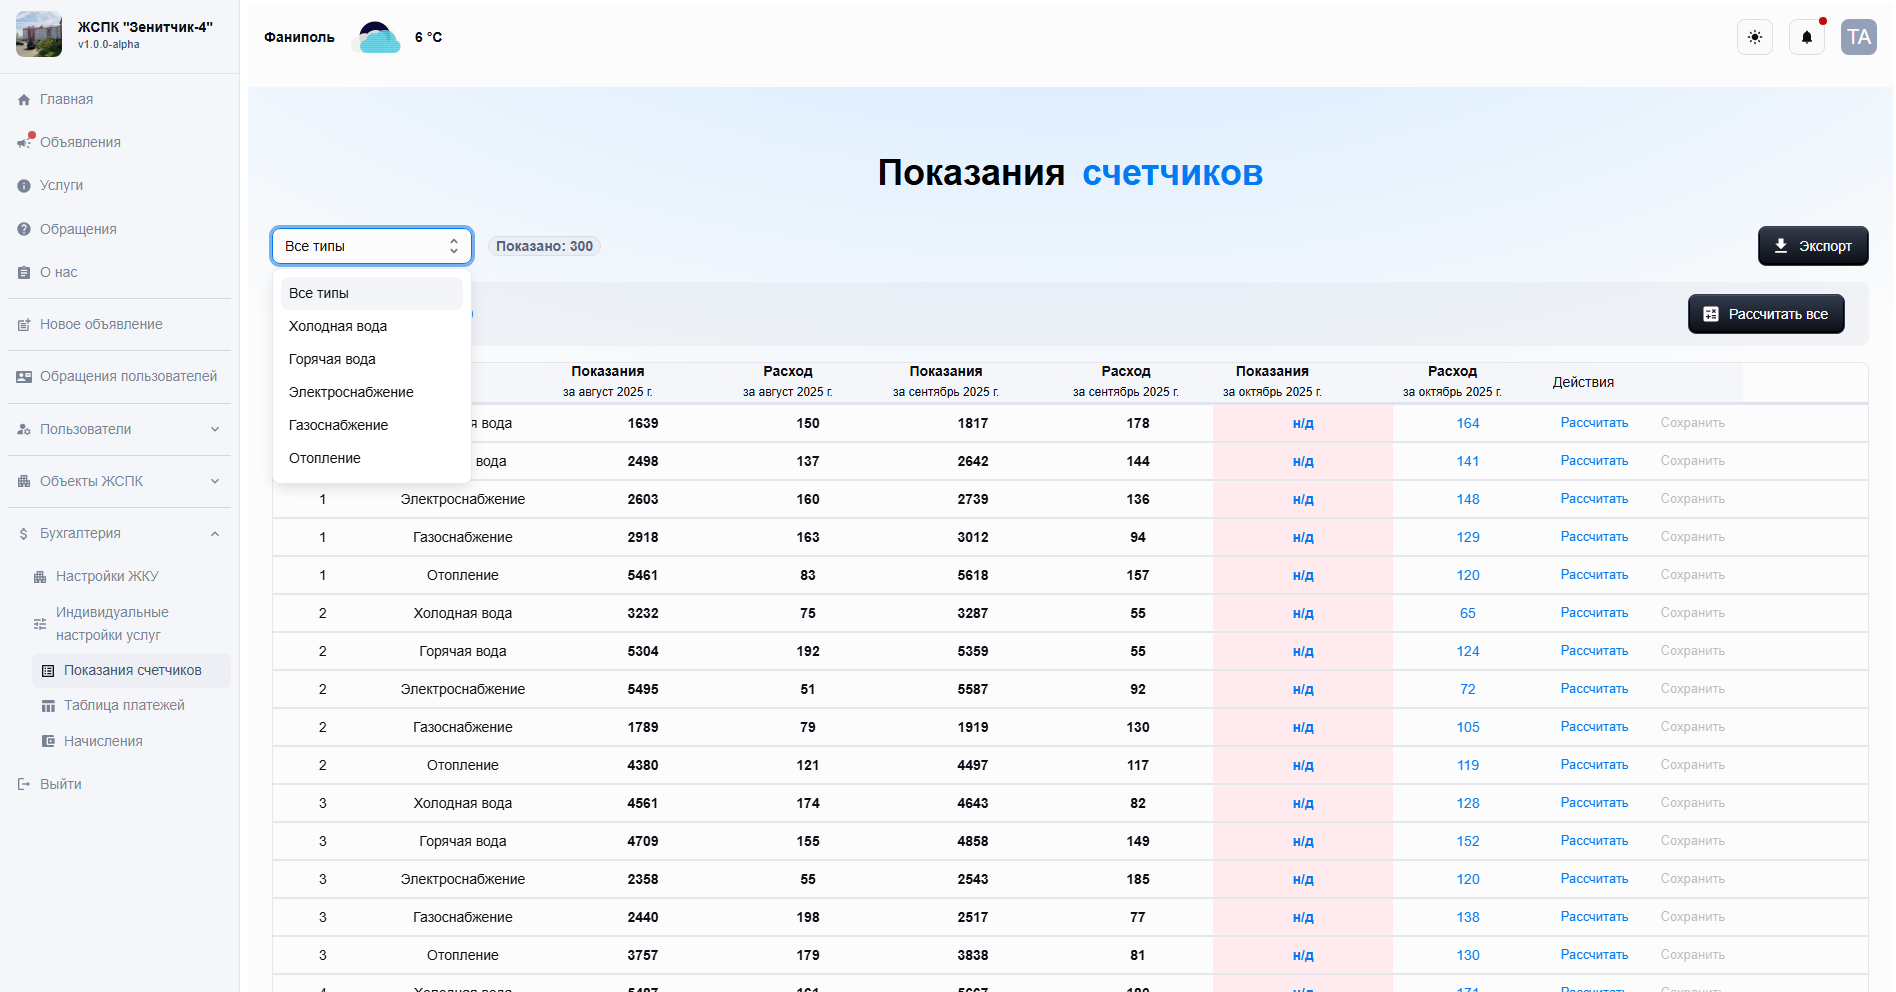 ЖСПК "Зенитчик-4"
v1.0.0-alpha
Фаниполь 6 °C
TA
Главная
Объявления
Услуги
Обращения
О нас
Новое объявление
Обращения пользователей
Пользователи
Объекты ЖСПК
Бухгалтерия
Настройки ЖКУ
Индивидуальные
настройки услуг
Показания счетчиков
Таблица платежей
Начисления
Выйти
Показания счетчиков
Все типы Показано: 300 Экспорт
Все типы
Холодная вода
Горячая вода
Электроснабжение
Газоснабжение
Отопление
Рассчитать все
Показания Расход Показания Расход Показания Расход Действия
за август 2025 г. за август 2025 г. за сентябрь 2025 г. за сентябрь 2025 г. за октябрь 2025 г. за октябрь 2025 г.
я вода 1639 150 1817 178 н/д 164 Рассчитать Сохранить
вода 2498 137 2642 144 н/д 141 Рассчитать Сохранить
1 Электроснабжение 2603 160 2739 136 н/д 148 Рассчитать Сохранить
1 Газоснабжение 2918 163 3012 94 н/д 129 Рассчитать Сохранить
1 Отопление 5461 83 5618 157 н/д 120 Рассчитать Сохранить
2 Холодная вода 3232 75 3287 55 н/д 65 Рассчитать Сохранить
2 Горячая вода 5304 192 5359 55 н/д 124 Рассчитать Сохранить
2 Электроснабжение 5495 51 5587 92 н/д 72 Рассчитать Сохранить
2 Газоснабжение 1789 79 1919 130 н/д 105 Рассчитать Сохранить
2 Отопление 4380 121 4497 117 н/д 119 Рассчитать Сохранить
3 Холодная вода 4561 174 4643 82 н/д 128 Рассчитать Сохранить
3 Горячая вода 4709 155 4858 149 н/д 152 Рассчитать Сохранить
3 Электроснабжение 2358 55 2543 185 н/д 120 Рассчитать Сохранить
3 Газоснабжение 2440 198 2517 77 н/д 138 Рассчитать Сохранить
3 Отопление 3757 179 3838 81 н/д 130 Рассчитать Сохранить